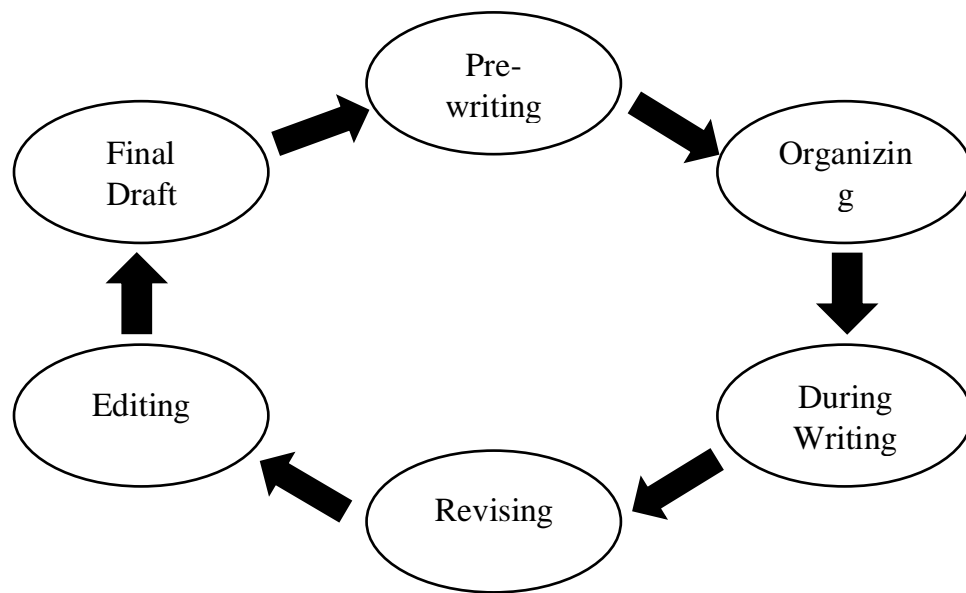 Pre-
writing
Organizin
g
During
Writing
Revising
Editing
Final
Draft